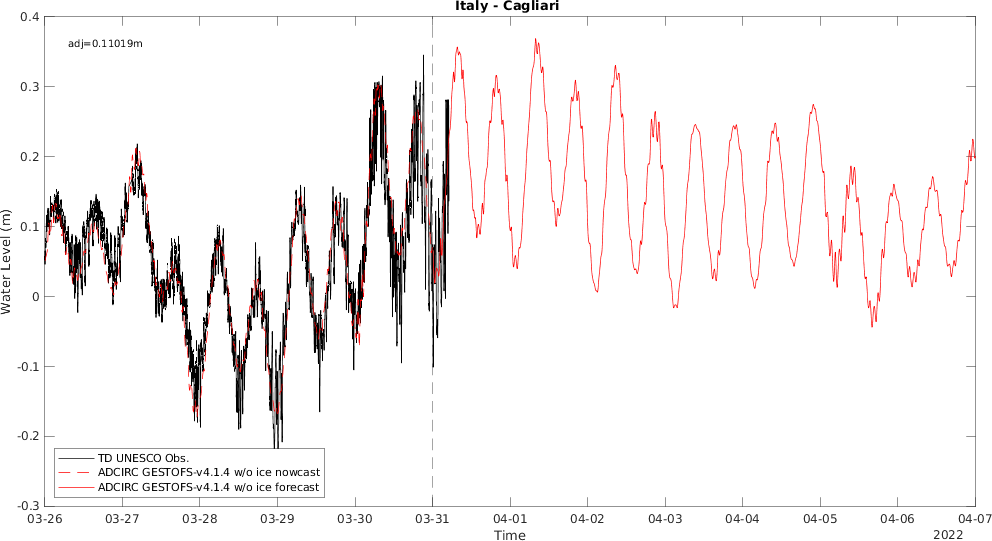 Italy - Cagliari
adj=0.11019m
0.4
0.3
0.2
0.1
0
-0.1
-0.2
-0.3
Water Level (m)
TD UNESCO Obs.
ADCIRC GESTOFS-v4.1.4 w/o ice nowcast
ADCIRC GESTOFS-v4.1.4 w/o ice forecast
03-26 03-27 03-28 03-29 03-30 03-31 04-01 04-02 04-03 04-04 04-05 04-06 04-07
Time
2022